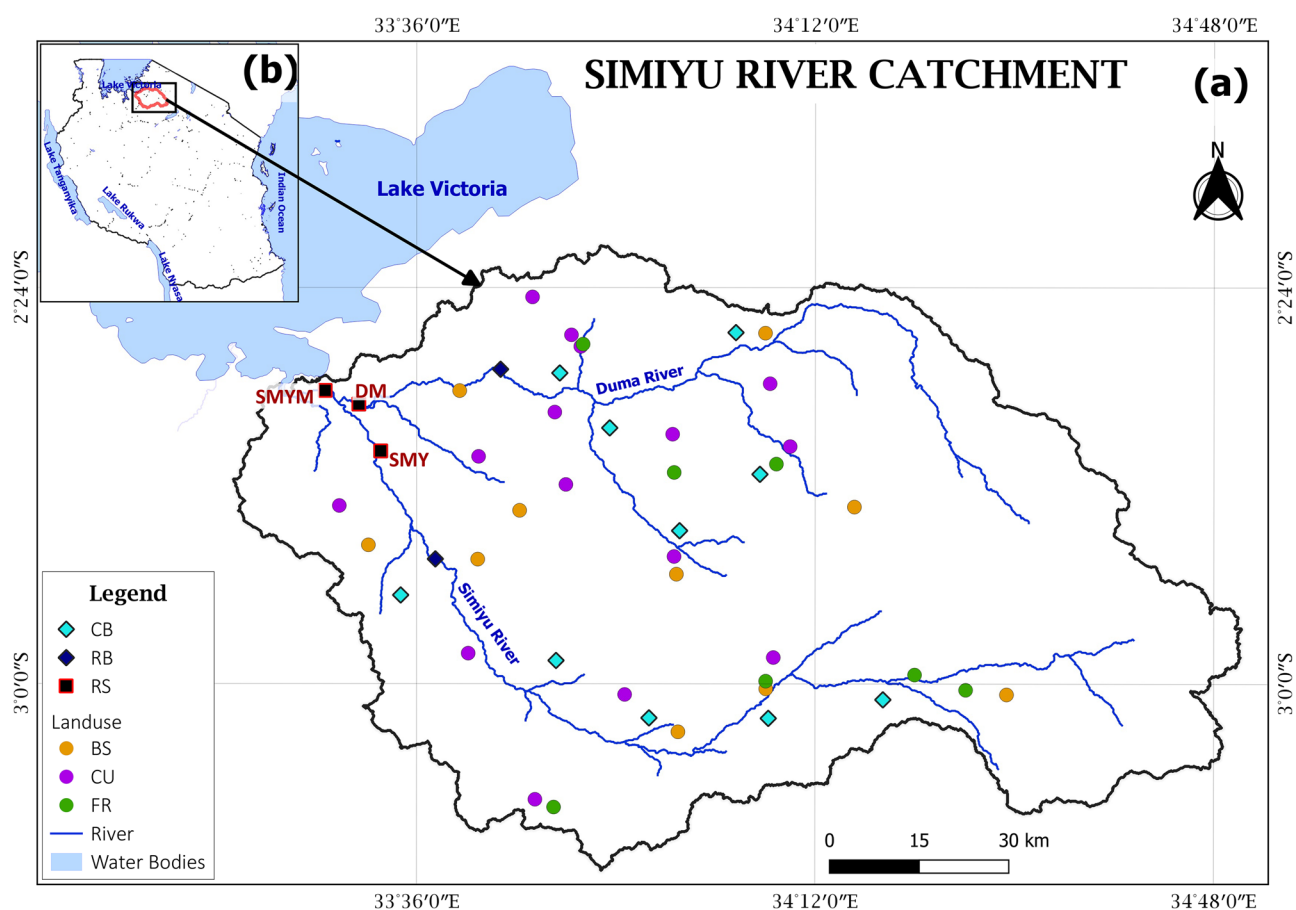 33°36′0″E
34°12′0″E
34°48′0″E
(b)
SIMIYU RIVER CATCHMENT
(a)
Lake Victoria
Lake Tanganyika
Lake Rukwa
Lake Nyasa
Indian Ocean
Lake Victoria
N
2°24′0″S
2°24′0″S
SMYM
DM
Duma River
SMY
Simiyu River
3°0′0″S
3°0′0″S
Legend
CB
RB
RS
Landuse
BS
CU
FR
River
Water Bodies
0
15
30 km
33°36′0″E
34°12′0″E
34°48′0″E